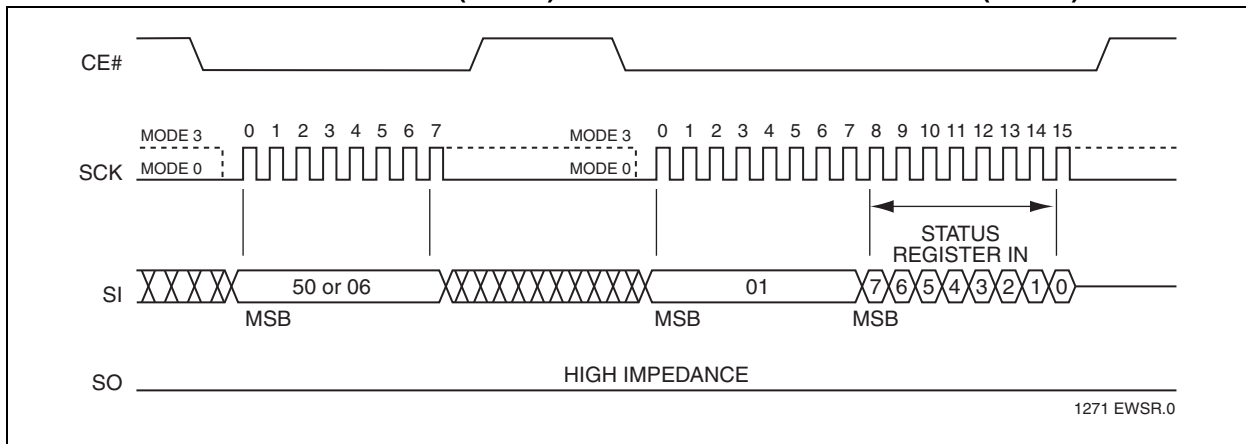 CE#
MODE 3 0 1 2 3 4 5 6 7 MODE 3 0 1 2 3 4 5 6 7 8 9 10 11 12 13 14 15
SCK MODE 0 MODE 0
STATUS
REGISTER IN
SI 50 or 06 01 7 6 5 4 3 2 1 0
MSB MSB MSB
SO HIGH IMPEDANCE
1271 EWSR.0